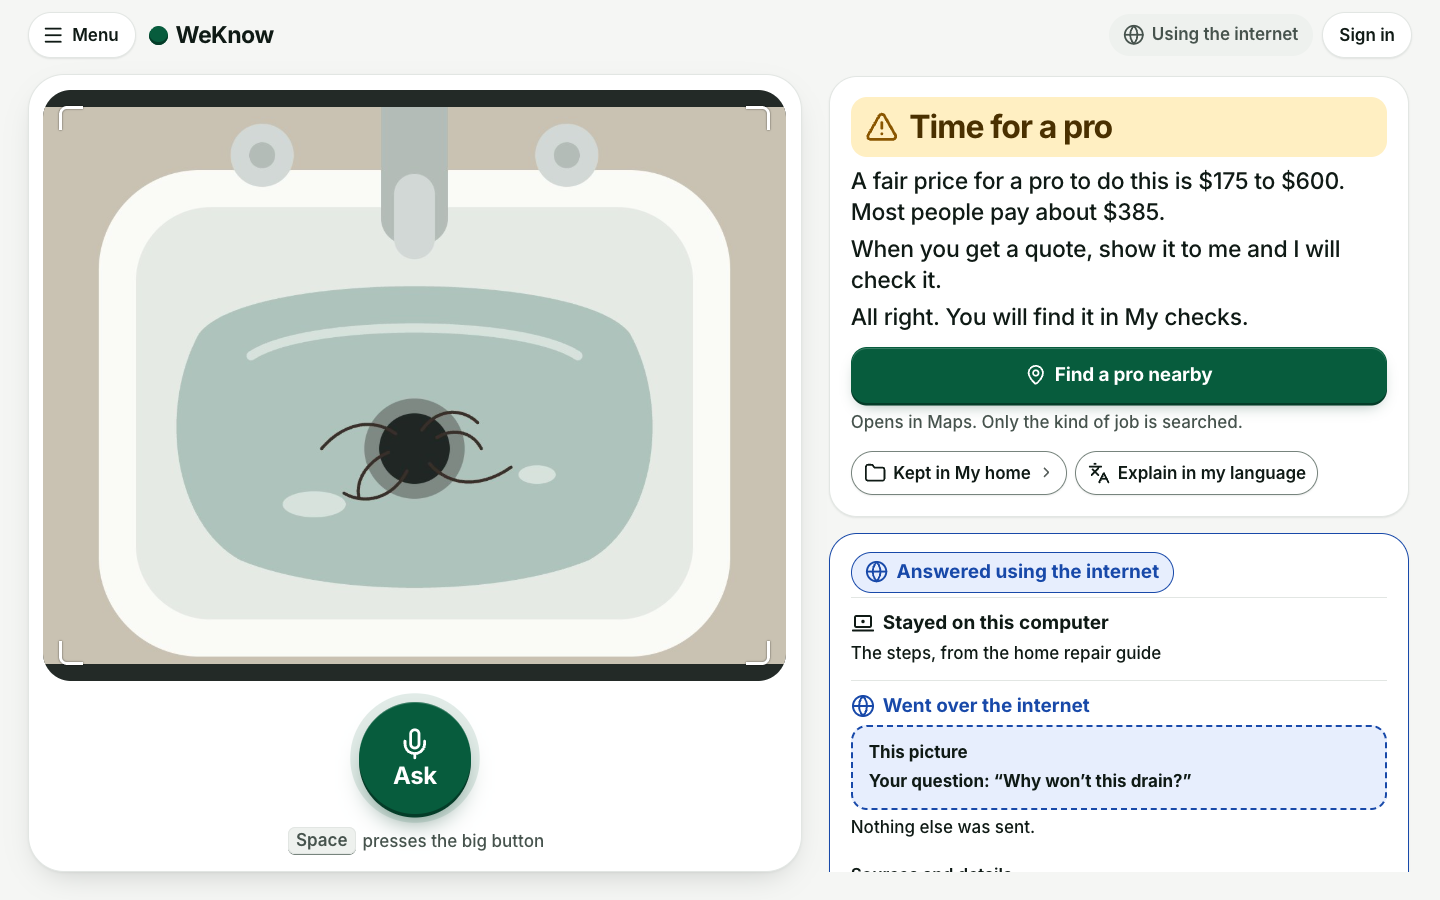 Menu
WeKnow
Using the internet
Sign in
Time for a pro
A fair price for a pro to do this is $175 to $600.
Most people pay about $385.
When you get a quote, show it to me and I will
check it.
All right. You will find it in My checks.
Find a pro nearby
Opens in Maps. Only the kind of job is searched.
Kept in My home
Explain in my language
Answered using the internet
Stayed on this computer
The steps, from the home repair guide
Went over the internet
This picture
Your question: “Why won’t this drain?”
Nothing else was sent.
Sources and details
Ask
Space presses the big button